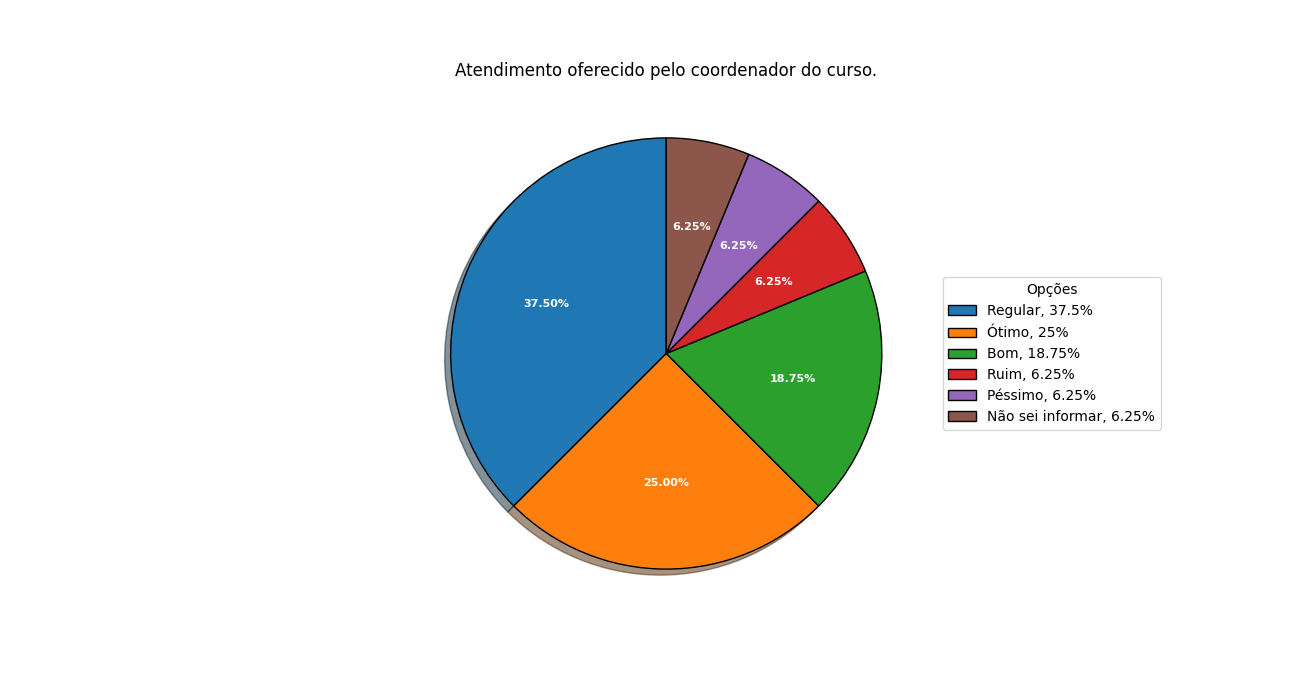 Atendimento oferecido pelo coordenador do curso.
6.25%
6.25%
6.25%
37.50%
18.75%
25.00%
Opções
Regular, 37.5%
Ótimo, 25%
Bom, 18.75%
Ruim, 6.25%
Péssimo, 6.25%
Não sei informar, 6.25%